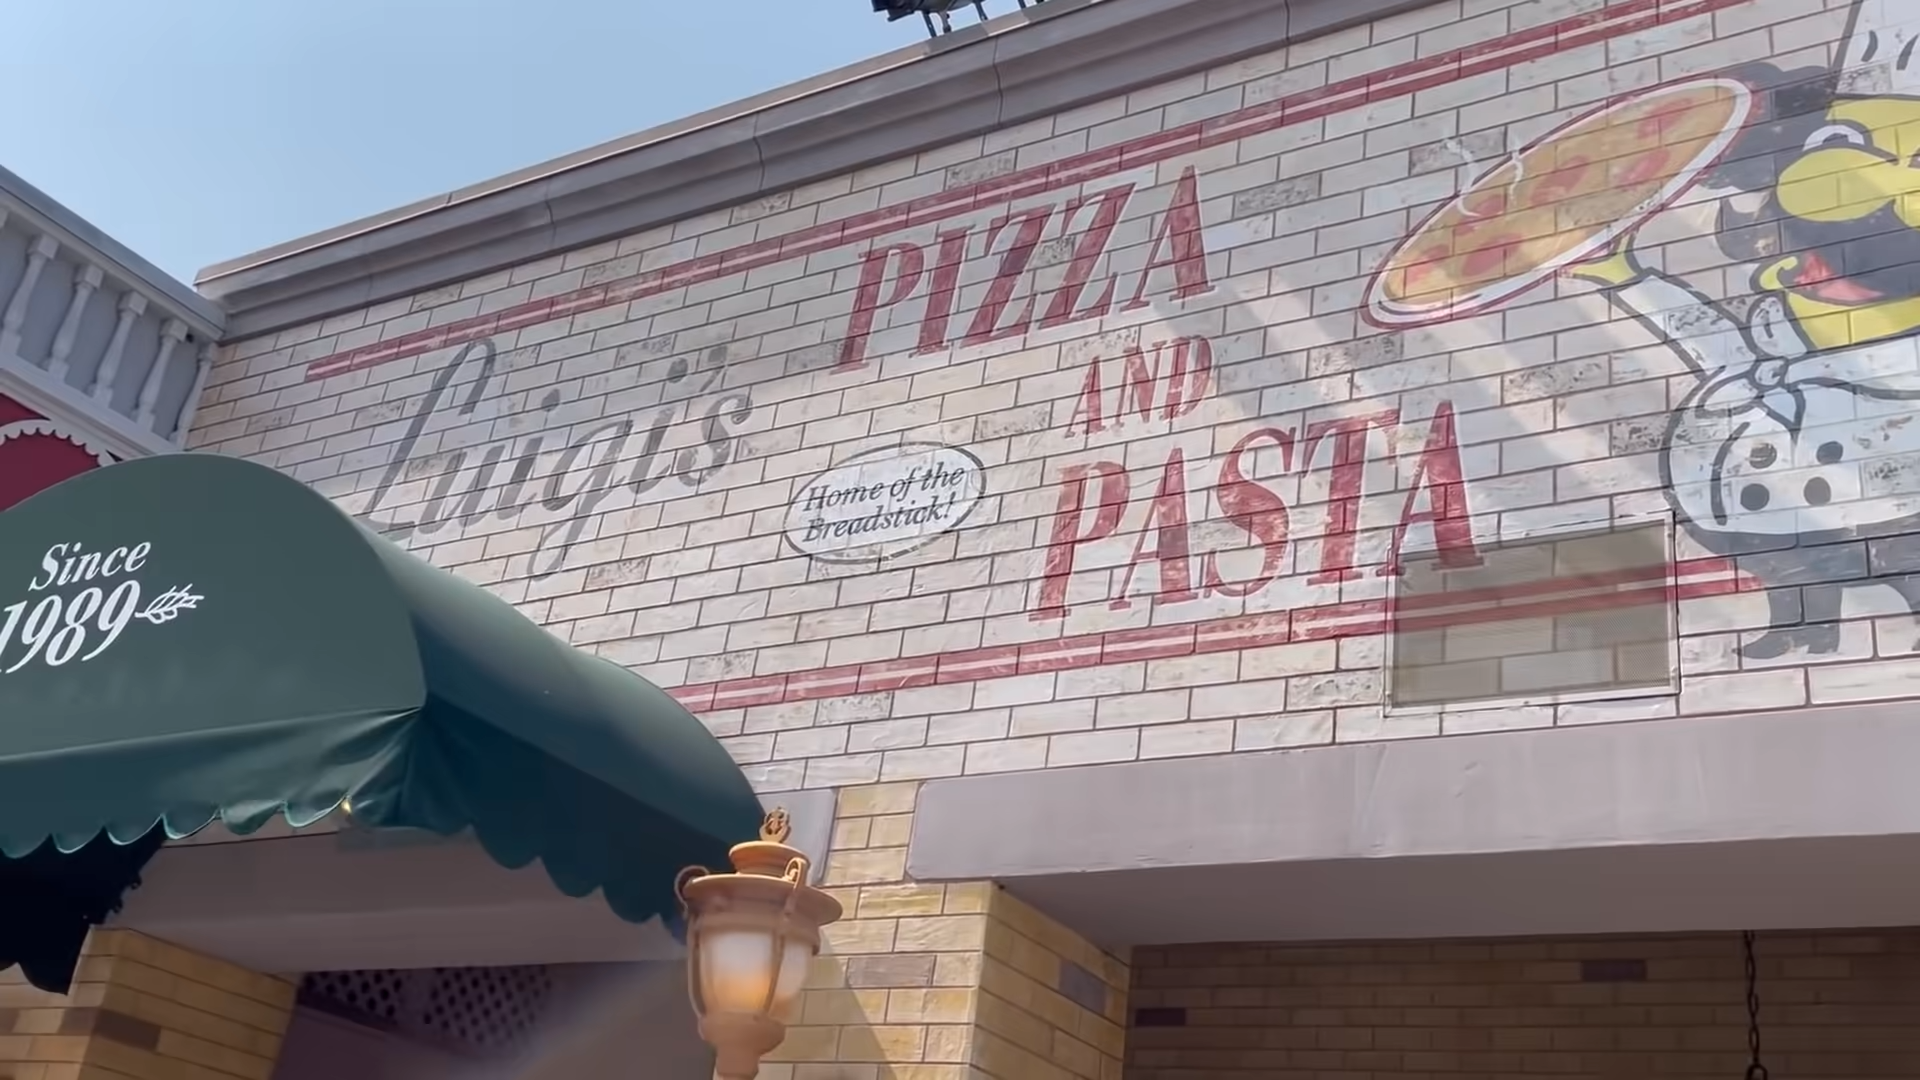 Luigi's
PIZZA
AND
PASTA
Home of the
Breadstick!
Since
1989